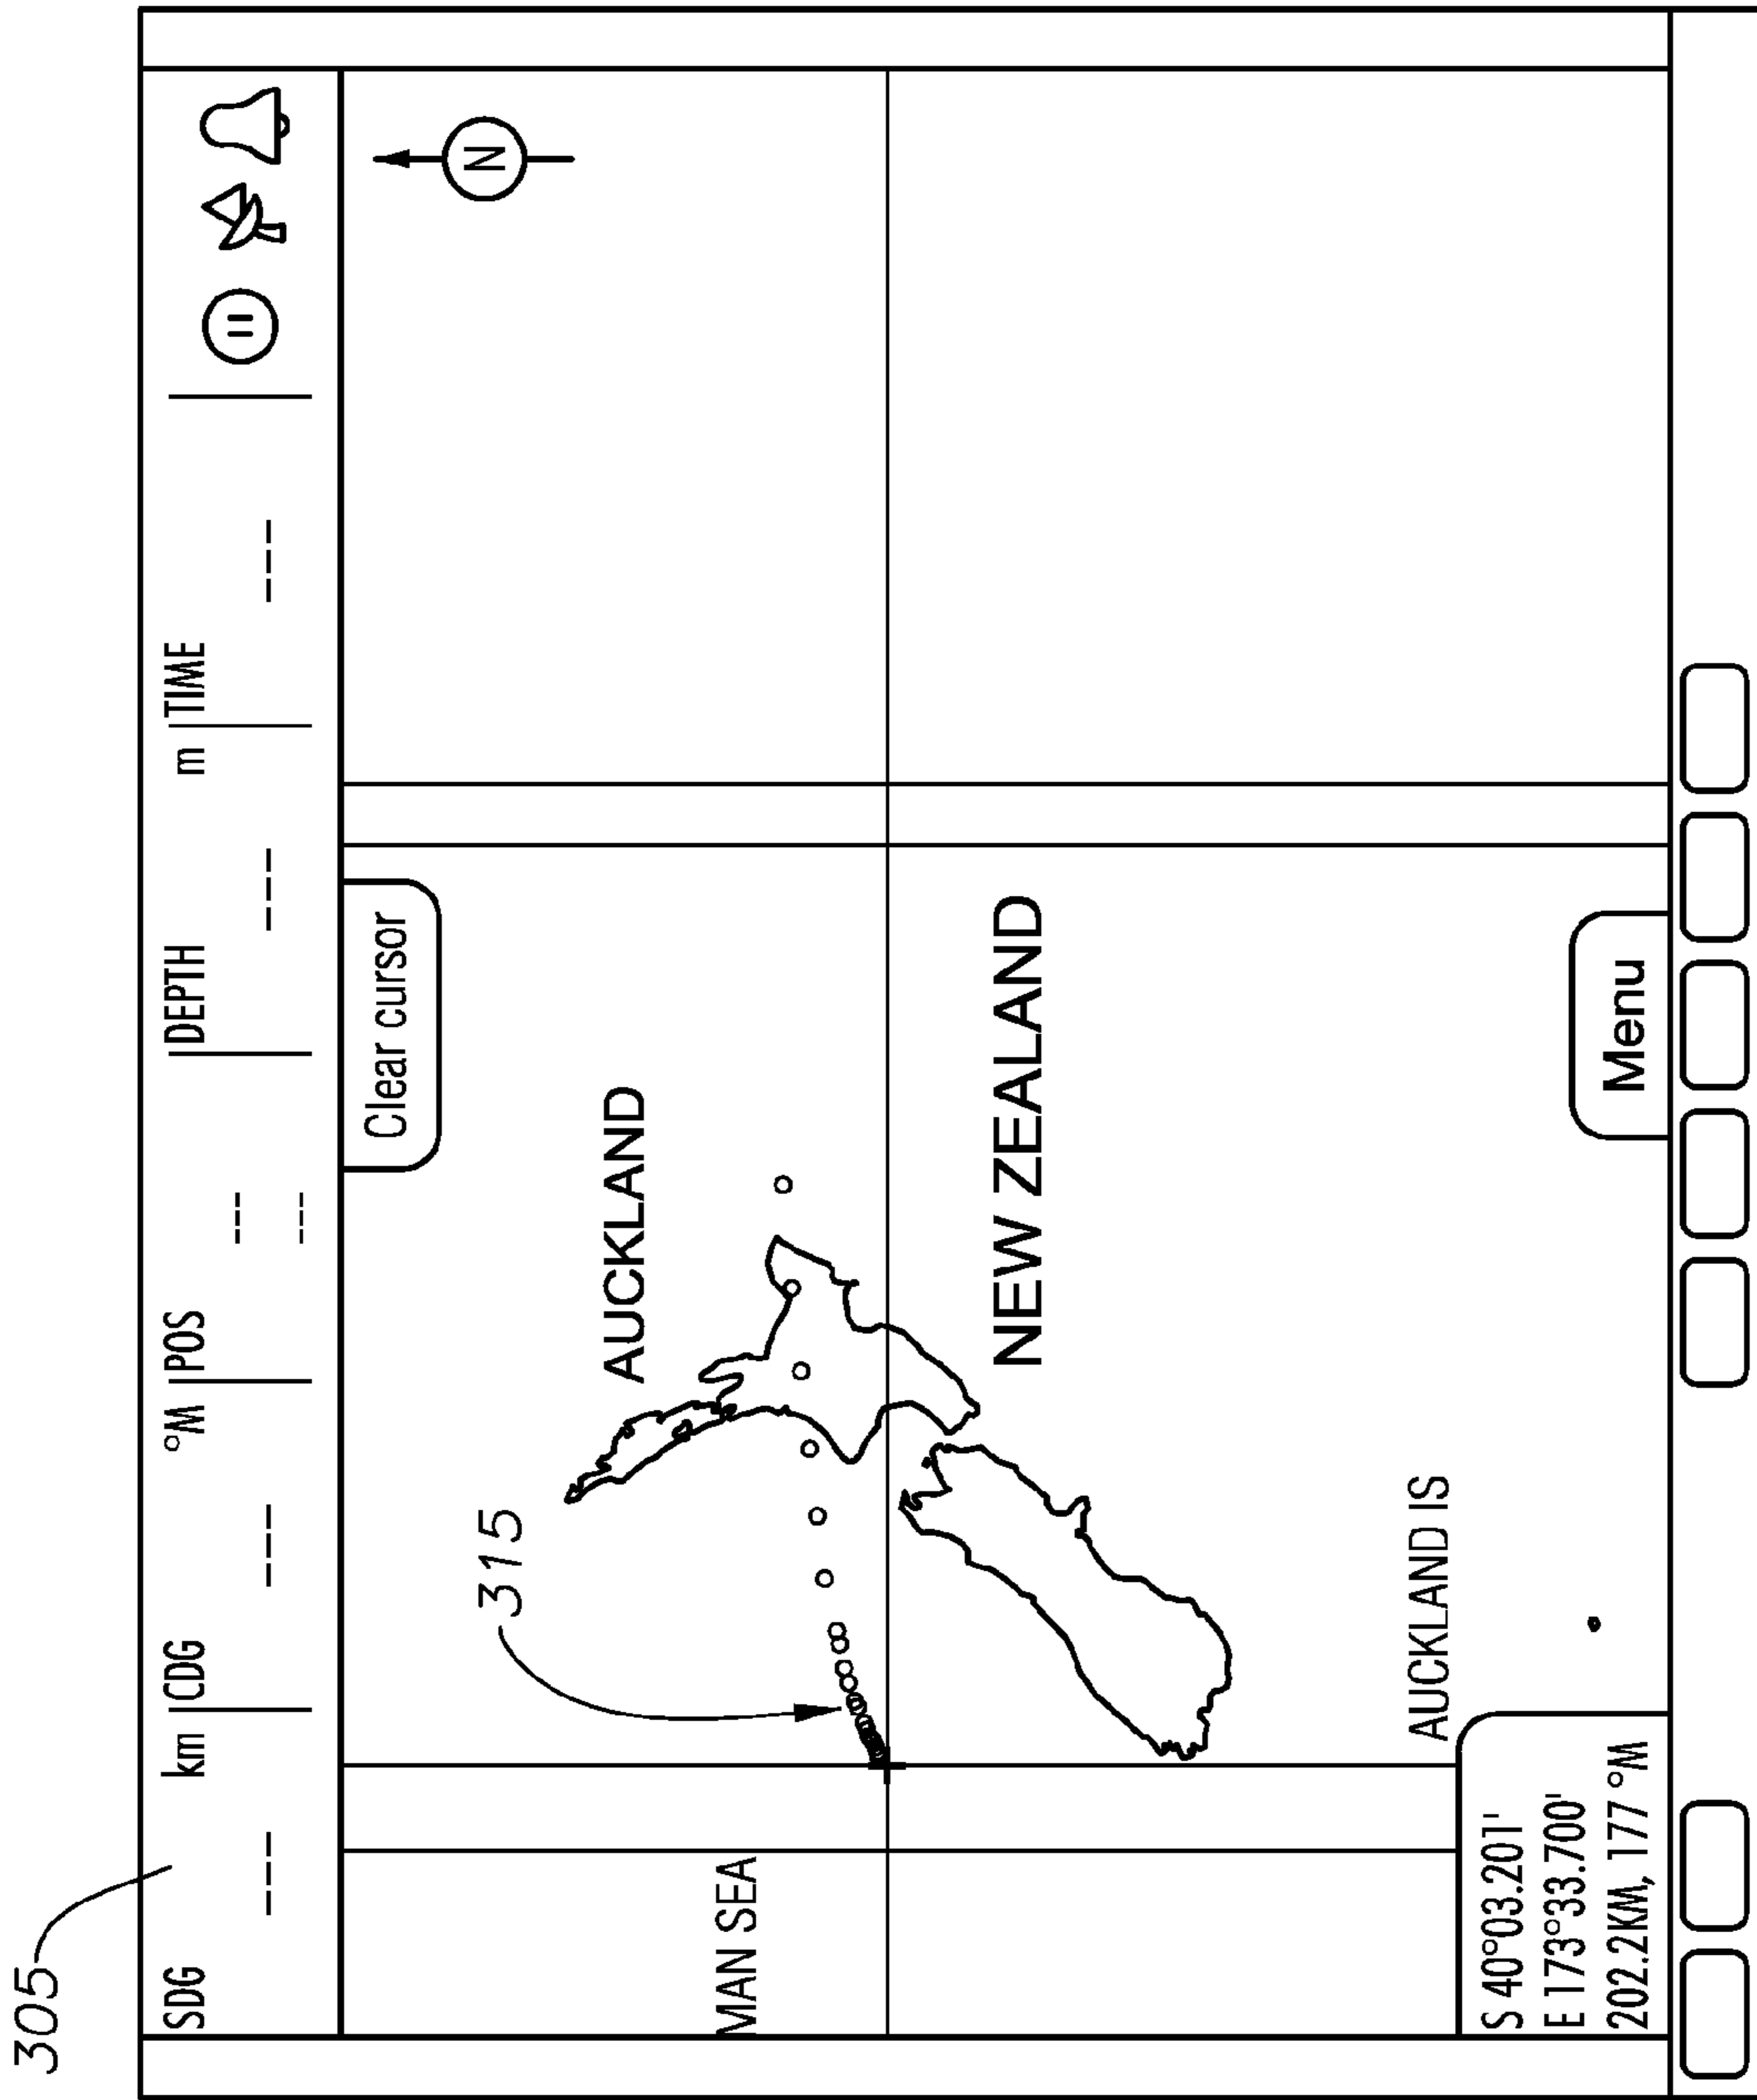 305
SDG --- km
CDG --- °M
POS --- ---
DEPTH --- m
TIME ---
Clear cursor
N
315
AUCKLAND
MAN SEA
NEW ZEALAND
AUCKLAND IS
S 40°03.201'
E 173°33.700'
202.2KM, 177 °M
Menu